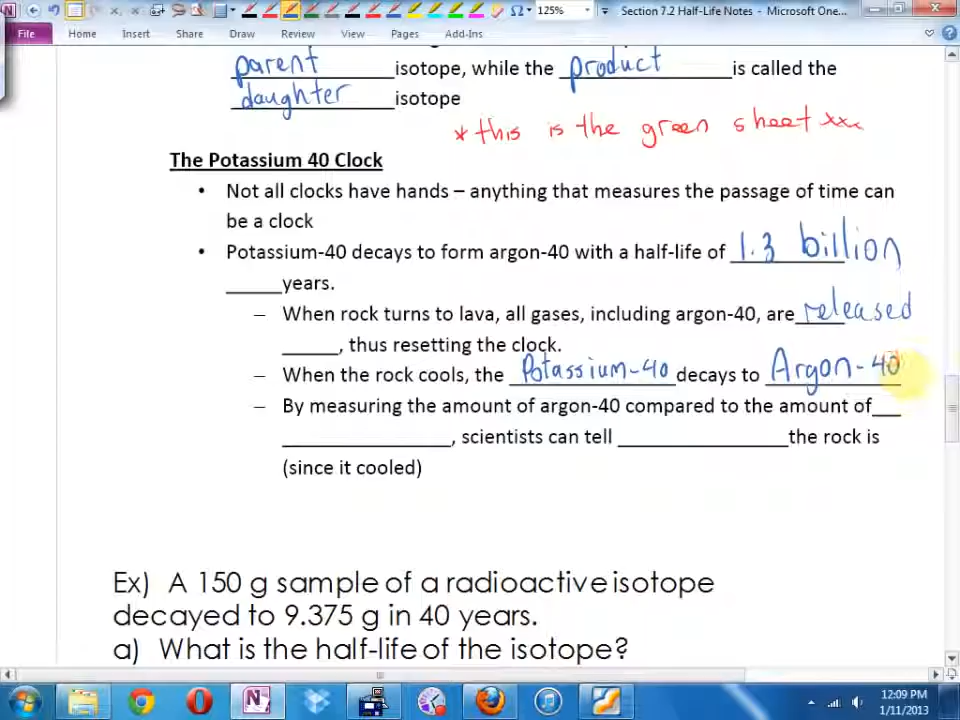 125%
Section 7.2 Half-Life Notes - Microsoft One...
File Home Insert Share Draw Review View Pages Add-Ins
parent isotope, while the product is called the
daughter isotope
*this is the green sheet
The Potassium 40 Clock
• Not all clocks have hands – anything that measures the passage of time can
be a clock
• Potassium-40 decays to form argon-40 with a half-life of 1.3 billion
______years.
– When rock turns to lava, all gases, including argon-40, are released
______, thus resetting the clock.
– When the rock cools, the Potassium-40 decays to Argon-40
– By measuring the amount of argon-40 compared to the amount of___
__________________, scientists can tell __________________the rock is
(since it cooled)
Ex) A 150 g sample of a radioactive isotope
decayed to 9.375 g in 40 years.
a) What is the half-life of the isotope?
12:09 PM
1/11/2013